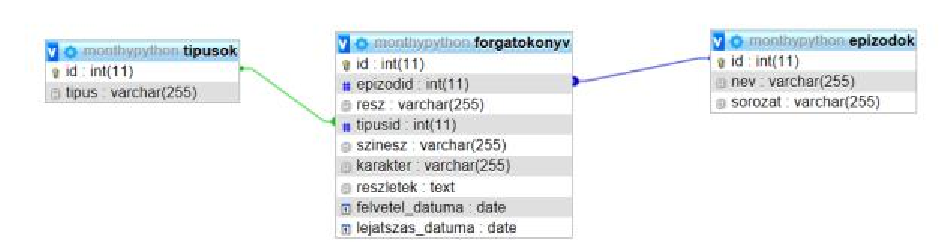 monthypython tipusok
id : int(11)
tipus : varchar(255)
monthypython forgatokonyv
id : int(11)
epizodid : int(11)
resz : varchar(255)
tipusid : int(11)
szinesz : varchar(255)
karakter : varchar(255)
reszletek : text
felvetel_datuma : date
lejatszas_datuma : date
monthypython epizodok
id : int(11)
nev : varchar(255)
sorozat : varchar(255)